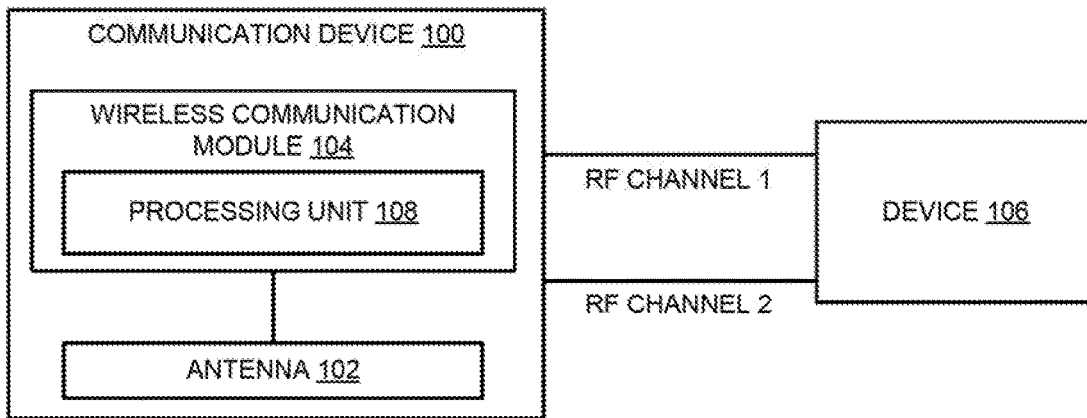 COMMUNICATION DEVICE 100
WIRELESS COMMUNICATION
MODULE 104
PROCESSING UNIT 108
ANTENNA 102
RF CHANNEL 1
RF CHANNEL 2
DEVICE 106